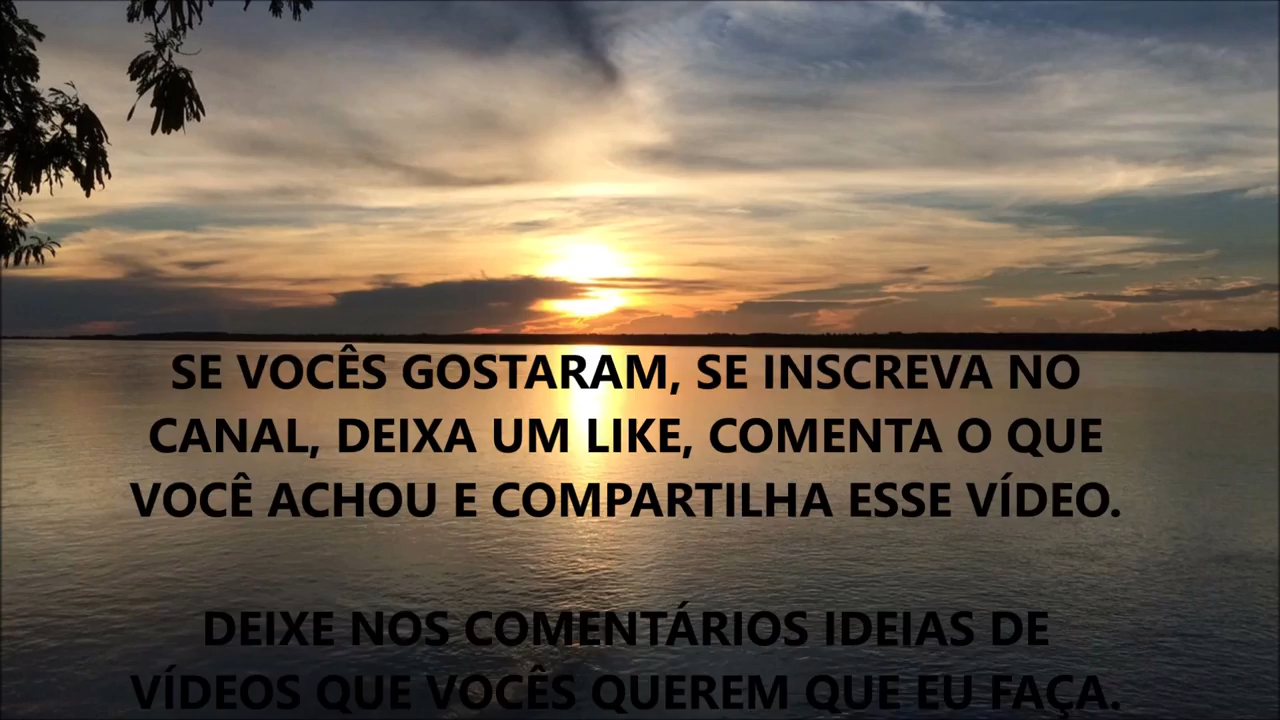 SE VOCÊS GOSTARAM, SE INSCREVA NO
CANAL, DEIXA UM LIKE, COMENTA O QUE
VOCÊ ACHOU E COMPARTILHA ESSE VÍDEO.
DEIXE NOS COMENTÁRIOS IDEIAS DE
VÍDEOS QUE VOCÊS QUEREM QUE EU FAÇA.